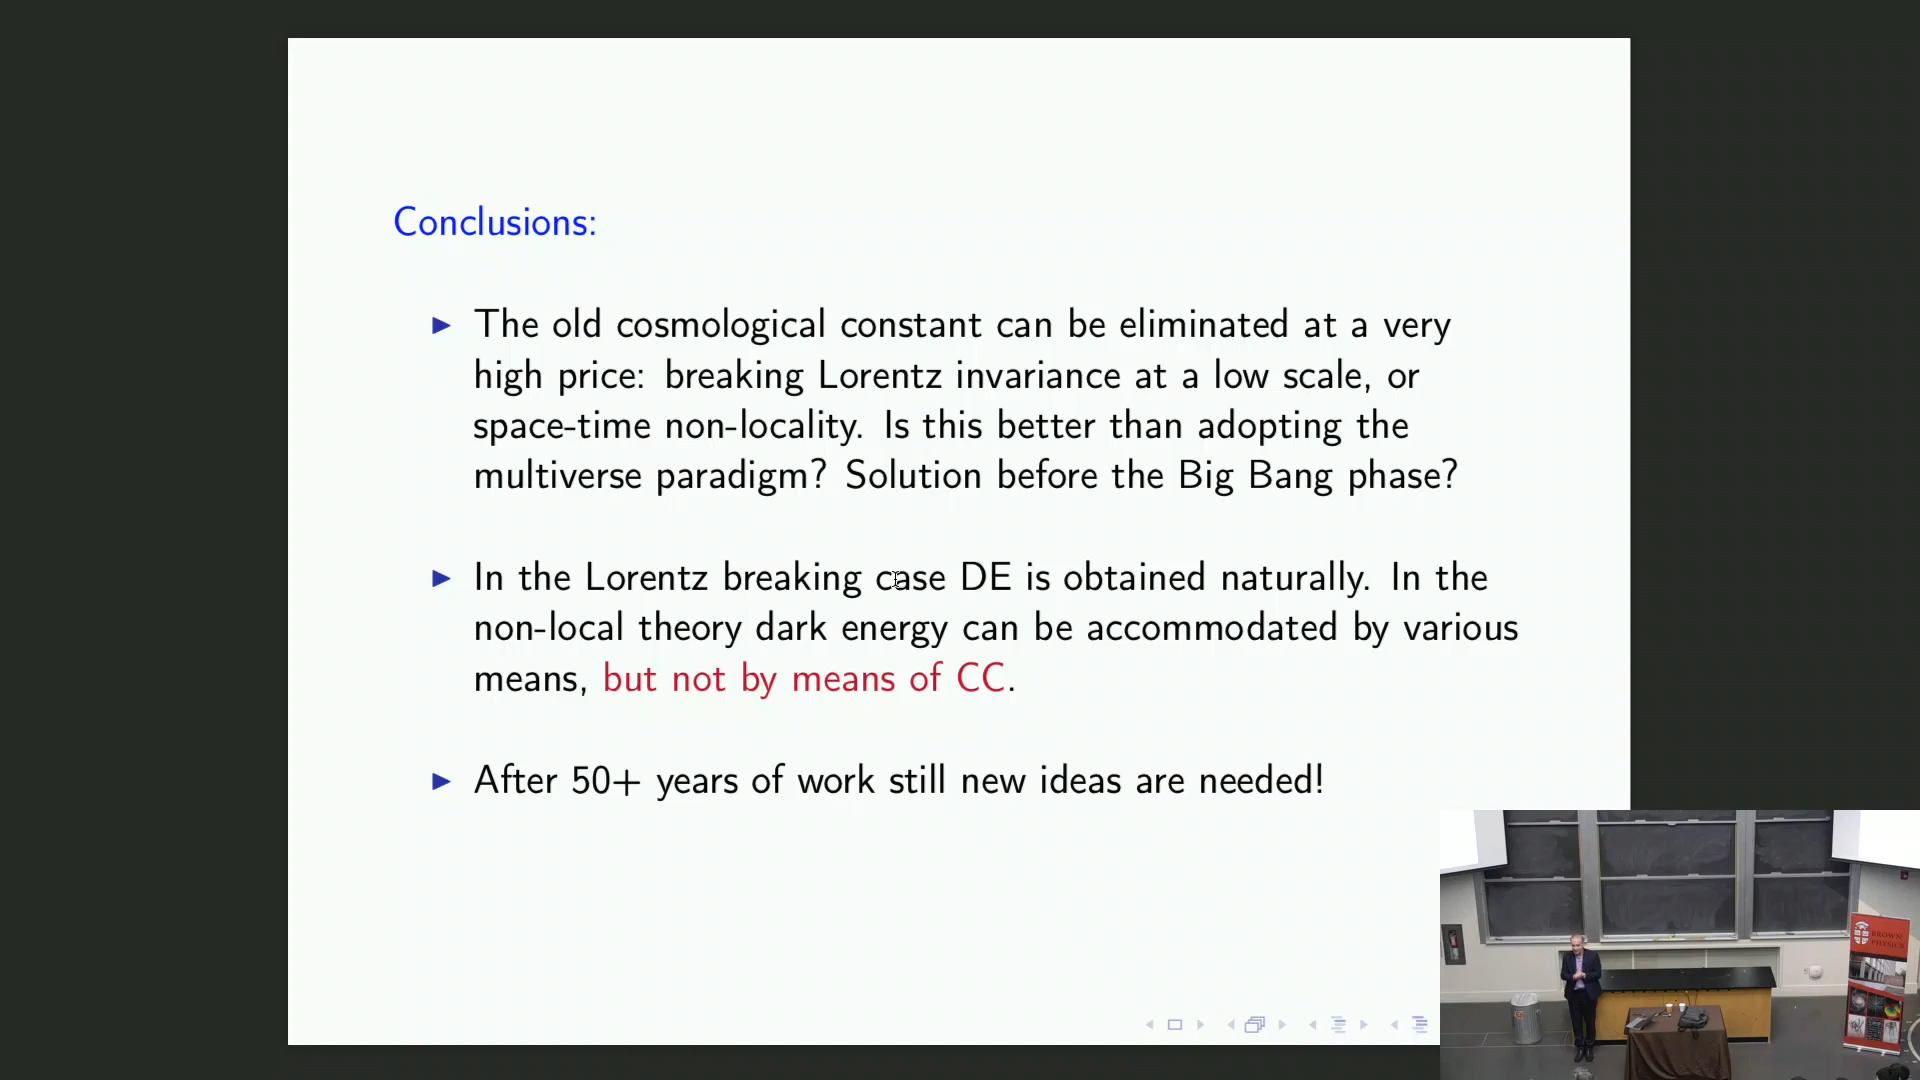 Conclusions:
▶ The old cosmological constant can be eliminated at a very
high price: breaking Lorentz invariance at a low scale, or
space-time non-locality. Is this better than adopting the
multiverse paradigm? Solution before the Big Bang phase?
▶ In the Lorentz breaking case DE is obtained naturally. In the
non-local theory dark energy can be accommodated by various
means, but not by means of CC.
▶ After 50+ years of work still new ideas are needed!
BROWN
PHYSICS